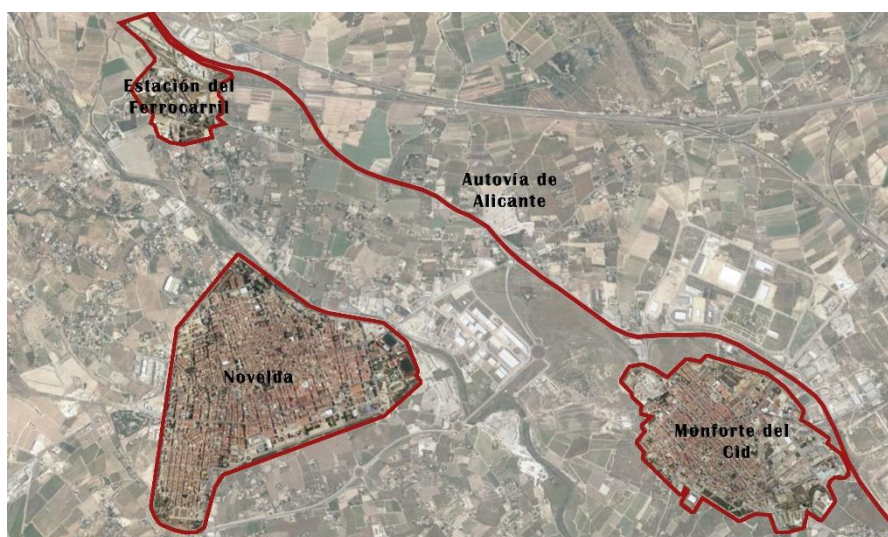 Estación del
Ferrocarril
Autovía de
Alicante
Novelda
Monforte del
Cid